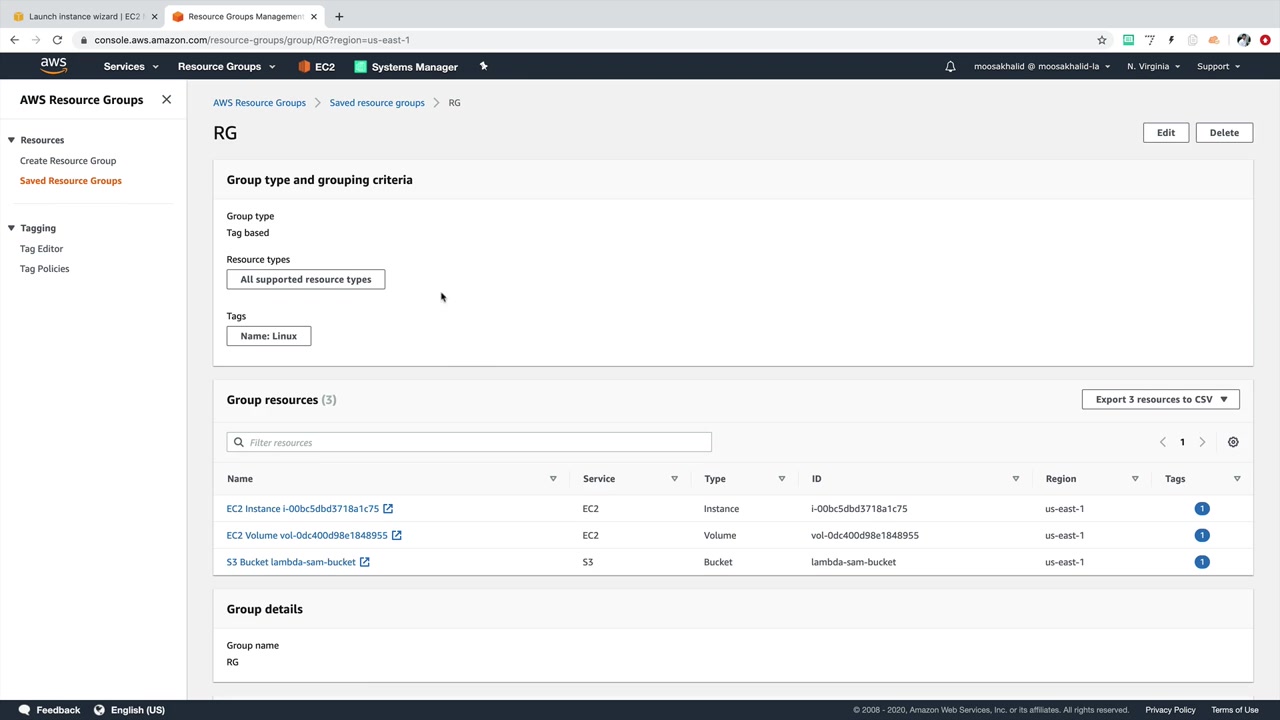 Launch instance wizard | EC2
Resource Groups Management
console.aws.amazon.com/resource-groups/group/RG?region=us-east-1
aws
Services
Resource Groups
EC2
Systems Manager
moosakhalid @ moosakhalid-la
N. Virginia
Support
AWS Resource Groups
Resources
Create Resource Group
Saved Resource Groups
Tagging
Tag Editor
Tag Policies
AWS Resource Groups > Saved resource groups > RG
RG
Edit
Delete
Group type and grouping criteria
Group type
Tag based
Resource types
All supported resource types
Tags
Name: Linux
Group resources (3)
Export 3 resources to CSV
Filter resources
1
Name Service Type ID Region Tags
EC2 Instance i-00bc5dbd3718a1c75 EC2 Instance i-00bc5dbd3718a1c75 us-east-1 1
EC2 Volume vol-0dc400d98e1848955 EC2 Volume vol-0dc400d98e1848955 us-east-1 1
S3 Bucket lambda-sam-bucket S3 Bucket lambda-sam-bucket us-east-1 1
Group details
Group name
RG
Feedback
English (US)
© 2008 - 2020, Amazon Web Services, Inc. or its affiliates. All rights reserved.
Privacy Policy
Terms of Use